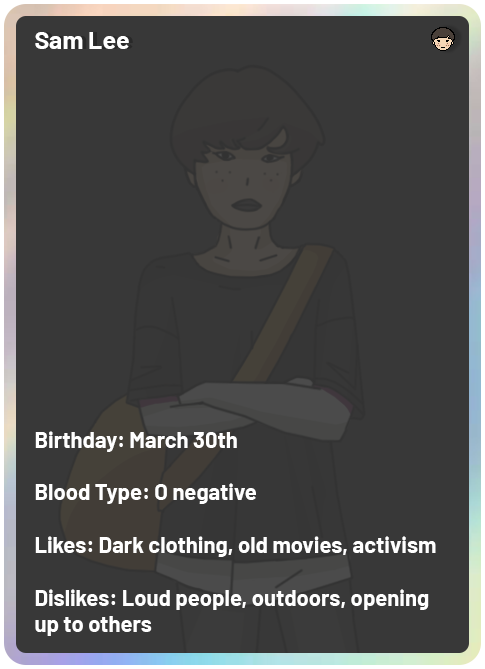 Sam Lee
Birthday: March 30th
Blood Type: O negative
Likes: Dark clothing, old movies, activism
Dislikes: Loud people, outdoors, opening
up to others